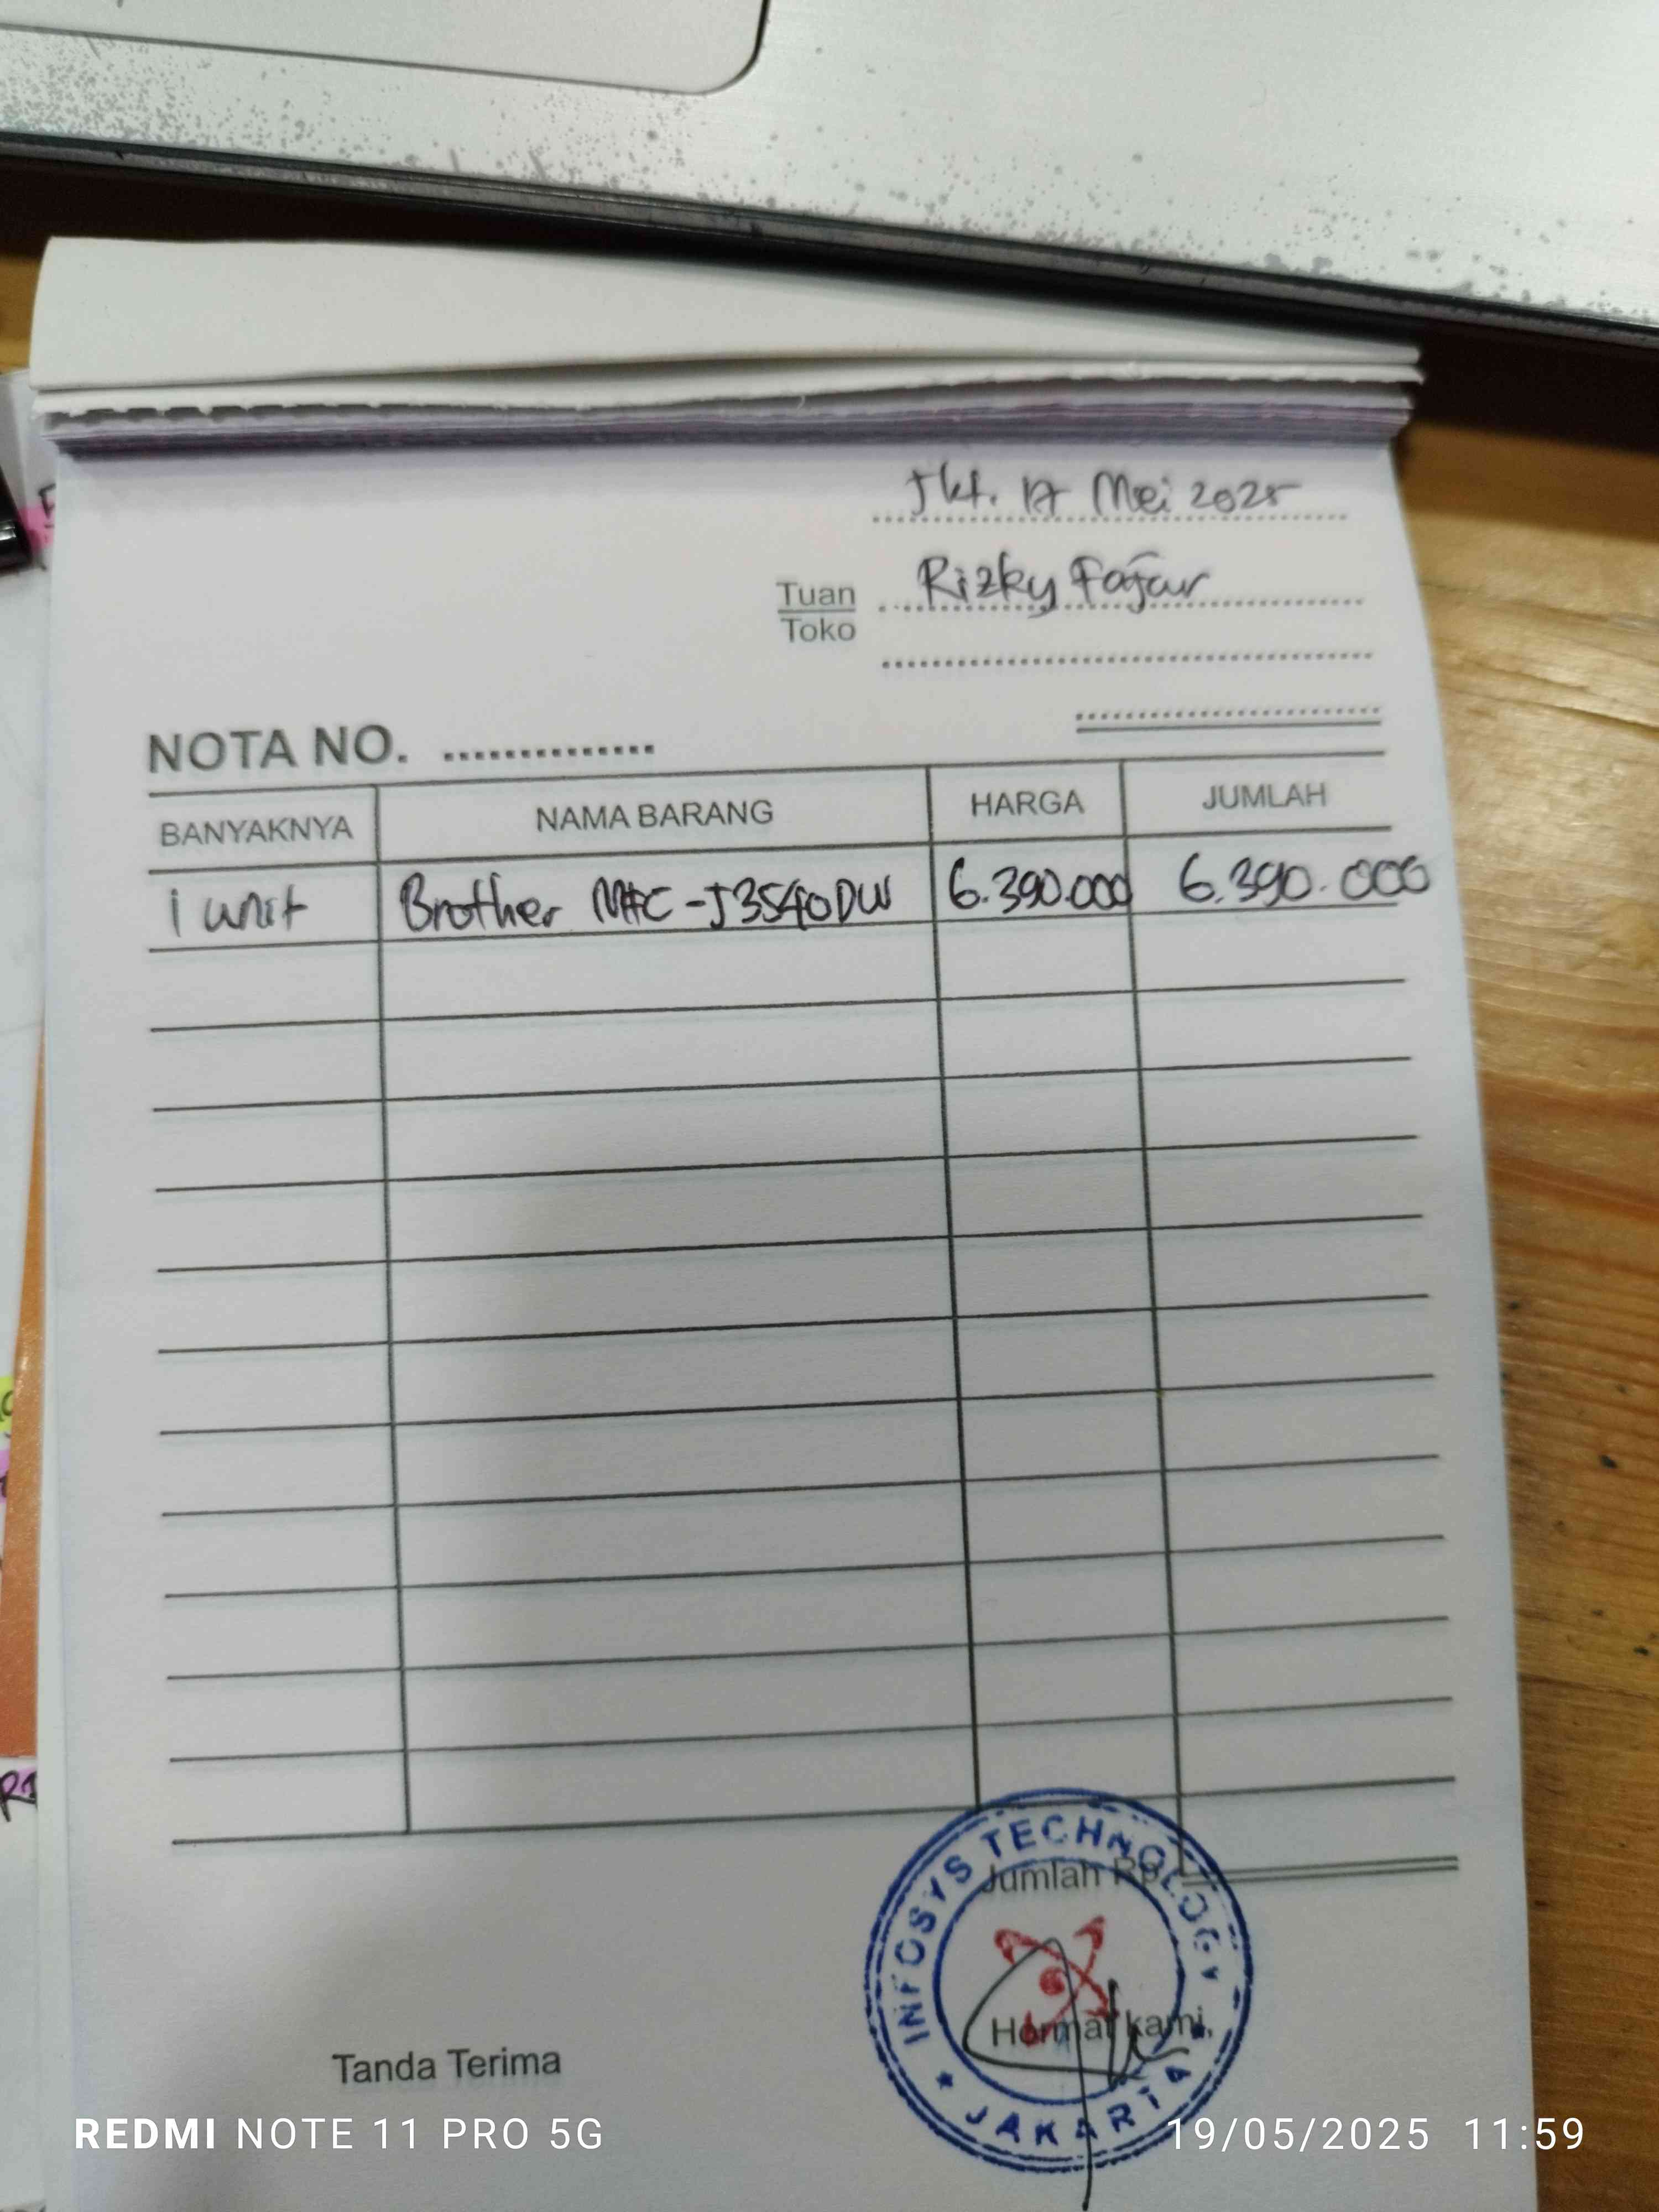 Jkt. 17 Mei 2025
Tuan Rizky Fajar
Toko
NOTA NO. ..............
BANYAKNYA NAMA BARANG HARGA JUMLAH
1 unit Brother MFC-J3540DW 6.390.000 6.390.000
Jumlah Rp.
INFOSYS TECHNOLOGY
Hormat kami,
Tanda Terima
★ JAKARTA ★
REDMI NOTE 11 PRO 5G 19/05/2025 11:59